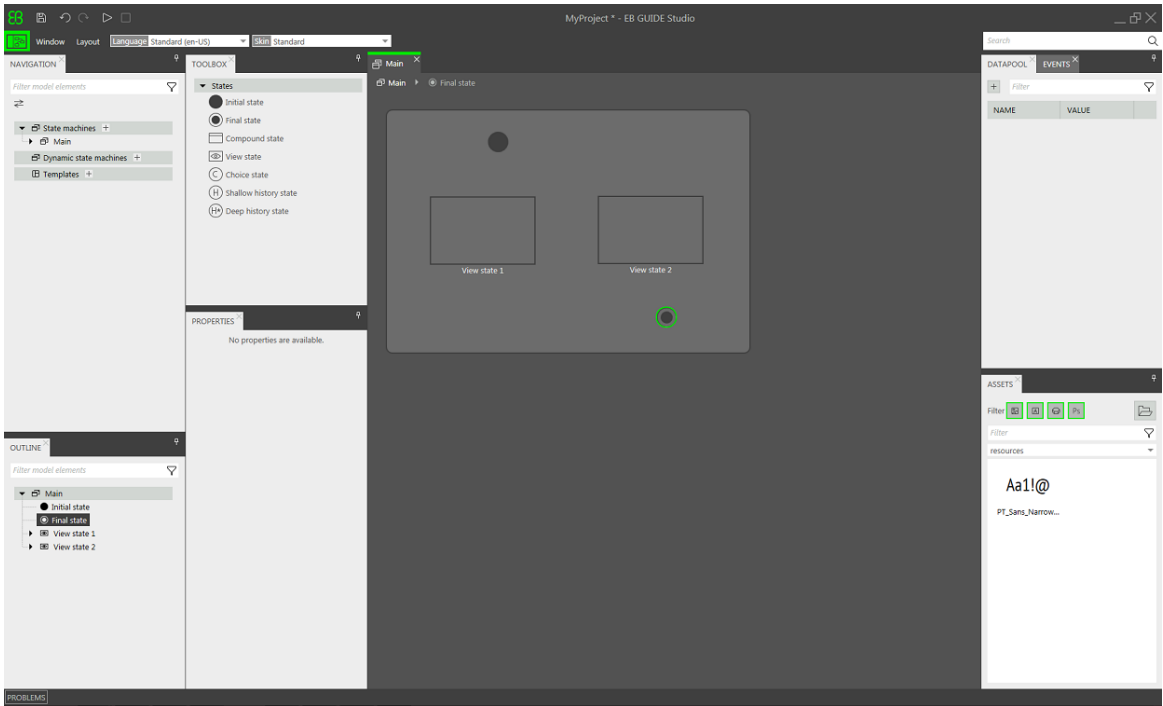 EB
MyProject * - EB GUIDE Studio
Window Layout Language Standard (en-US) Skin Standard
Search
NAVIGATION
Filter model elements
State machines +
Main
Dynamic state machines +
Templates +
OUTLINE
Filter model elements
Main
Initial state
Final state
View state 1
View state 2
TOOLBOX
States
Initial state
Final state
Compound state
View state
C Choice state
H Shallow history state
H* Deep history state
PROPERTIES
No properties are available.
Main
Main Final state
View state 1
View state 2
DATAPOOL EVENTS
+ Filter
NAME VALUE
ASSETS
Filter A Ps
Filter
resources
Aa1!@
PT_Sans_Narrow...
PROBLEMS